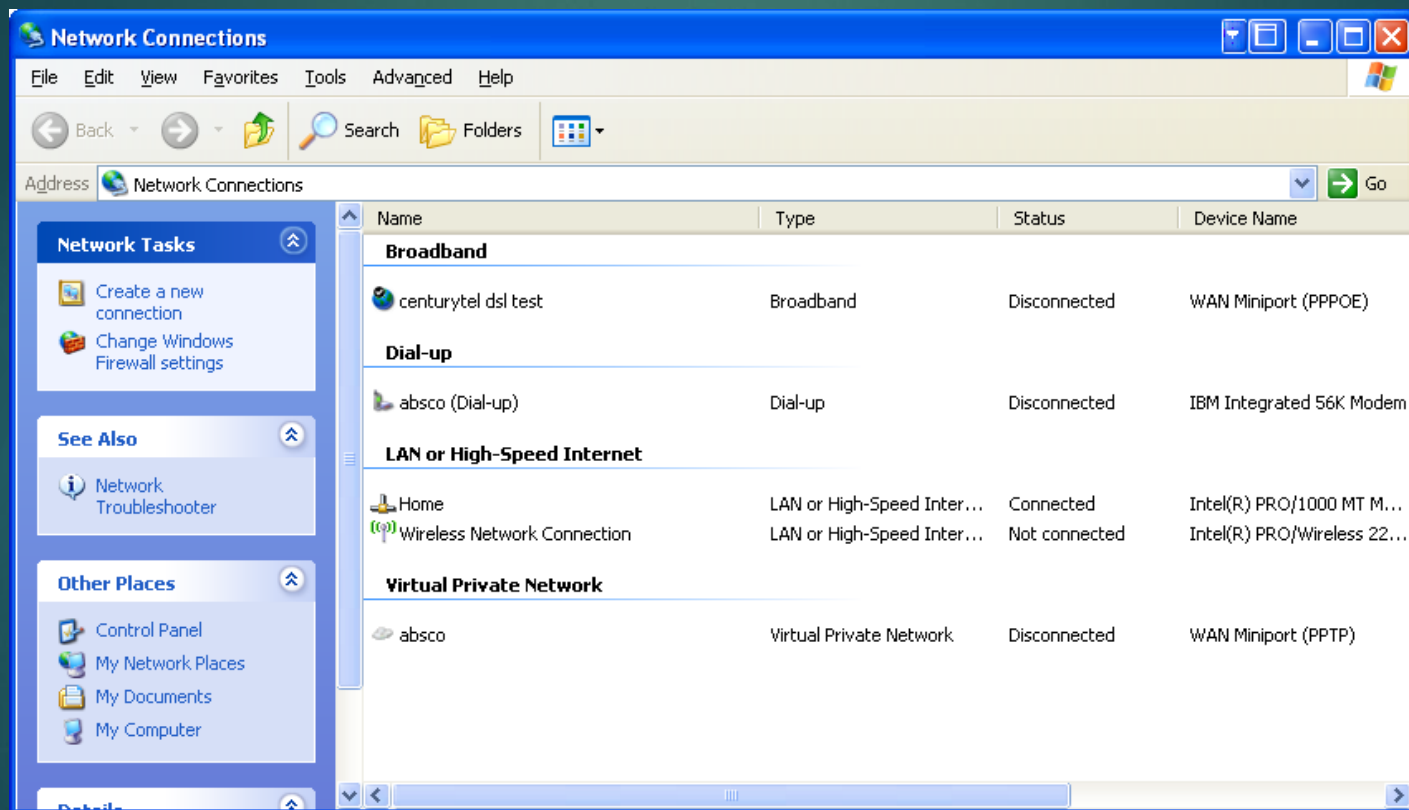 Network Connections
File Edit View Favorites Tools Advanced Help
Back Search Folders
Address Network Connections Go
Network Tasks
Create a new
connection
Change Windows
Firewall settings
See Also
Network
Troubleshooter
Other Places
Control Panel
My Network Places
My Documents
My Computer
Details
Name Type Status Device Name
Broadband
centurytel dsl test Broadband Disconnected WAN Miniport (PPPOE)
Dial-up
absco (Dial-up) Dial-up Disconnected IBM Integrated 56K Modem
LAN or High-Speed Internet
Home LAN or High-Speed Inter... Connected Intel(R) PRO/1000 MT M...
Wireless Network Connection LAN or High-Speed Inter... Not connected Intel(R) PRO/Wireless 22...
Virtual Private Network
absco Virtual Private Network Disconnected WAN Miniport (PPTP)